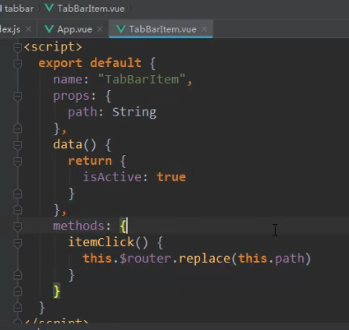 tabbar TabBarItem.vue
ex.js App.vue TabBarItem.vue
<script>
export default {
name: "TabBarItem",
props: {
path: String
},
data() {
return {
isActive: true
}
},
methods: {
itemClick() {
this.$router.replace(this.path)
}
}
}
</script>